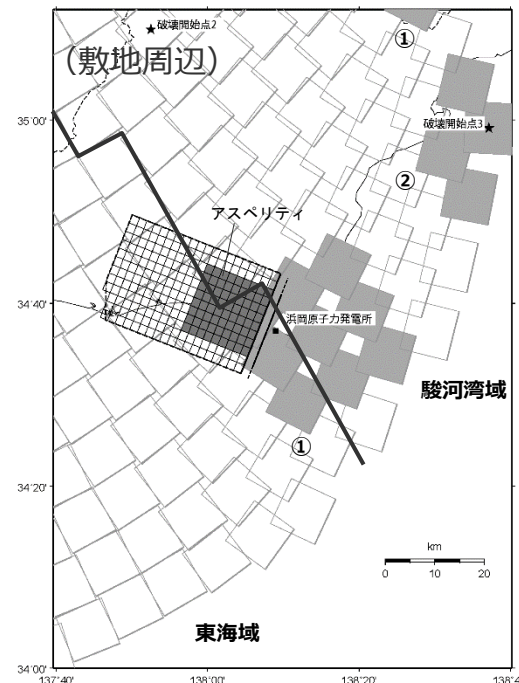 ①
破壊開始点2
（敷地周辺）
35°00'
破壊開始点3
②
アスペリティ
34°40'
浜岡原子力発電所
駿河湾域
①
34°20'
km
0 10 20
東海域
34°00'
137°40' 138°00' 138°20' 138°4